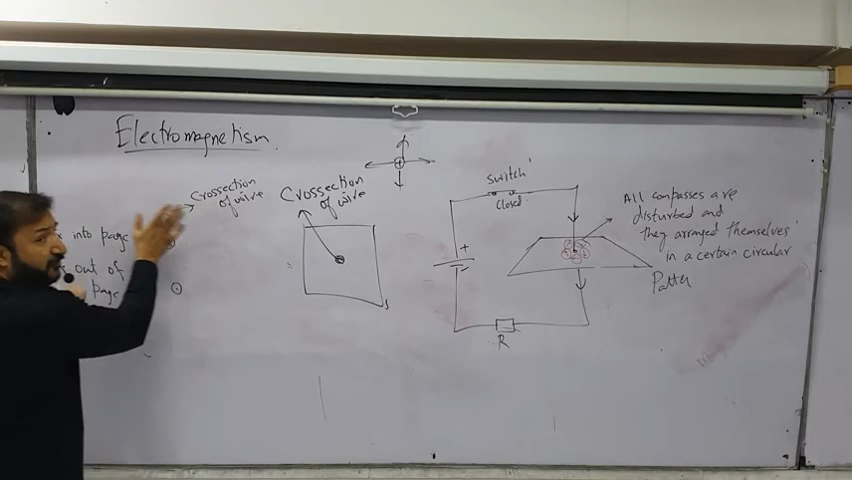 Electromagnetism
Crossection
of wire
x into page
out of
page
Crossection
of wire
Switch
Closed
+
-
R
All compasses are
disturbed and
they arranged themselves
in a certain circular
Patten